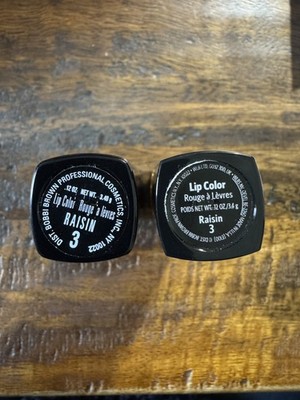 DIST. BOBBI BROWN PROFESSIONAL COSMETICS, INC., NY 10022
.12 OZ. NET WT. 3.40 g
Lip Color Rouge à lèvres
RAISIN
3
Lip Color
Rouge à Lèvres
POIDS NET WT. .12 OZ/3.4 g
Raisin
3